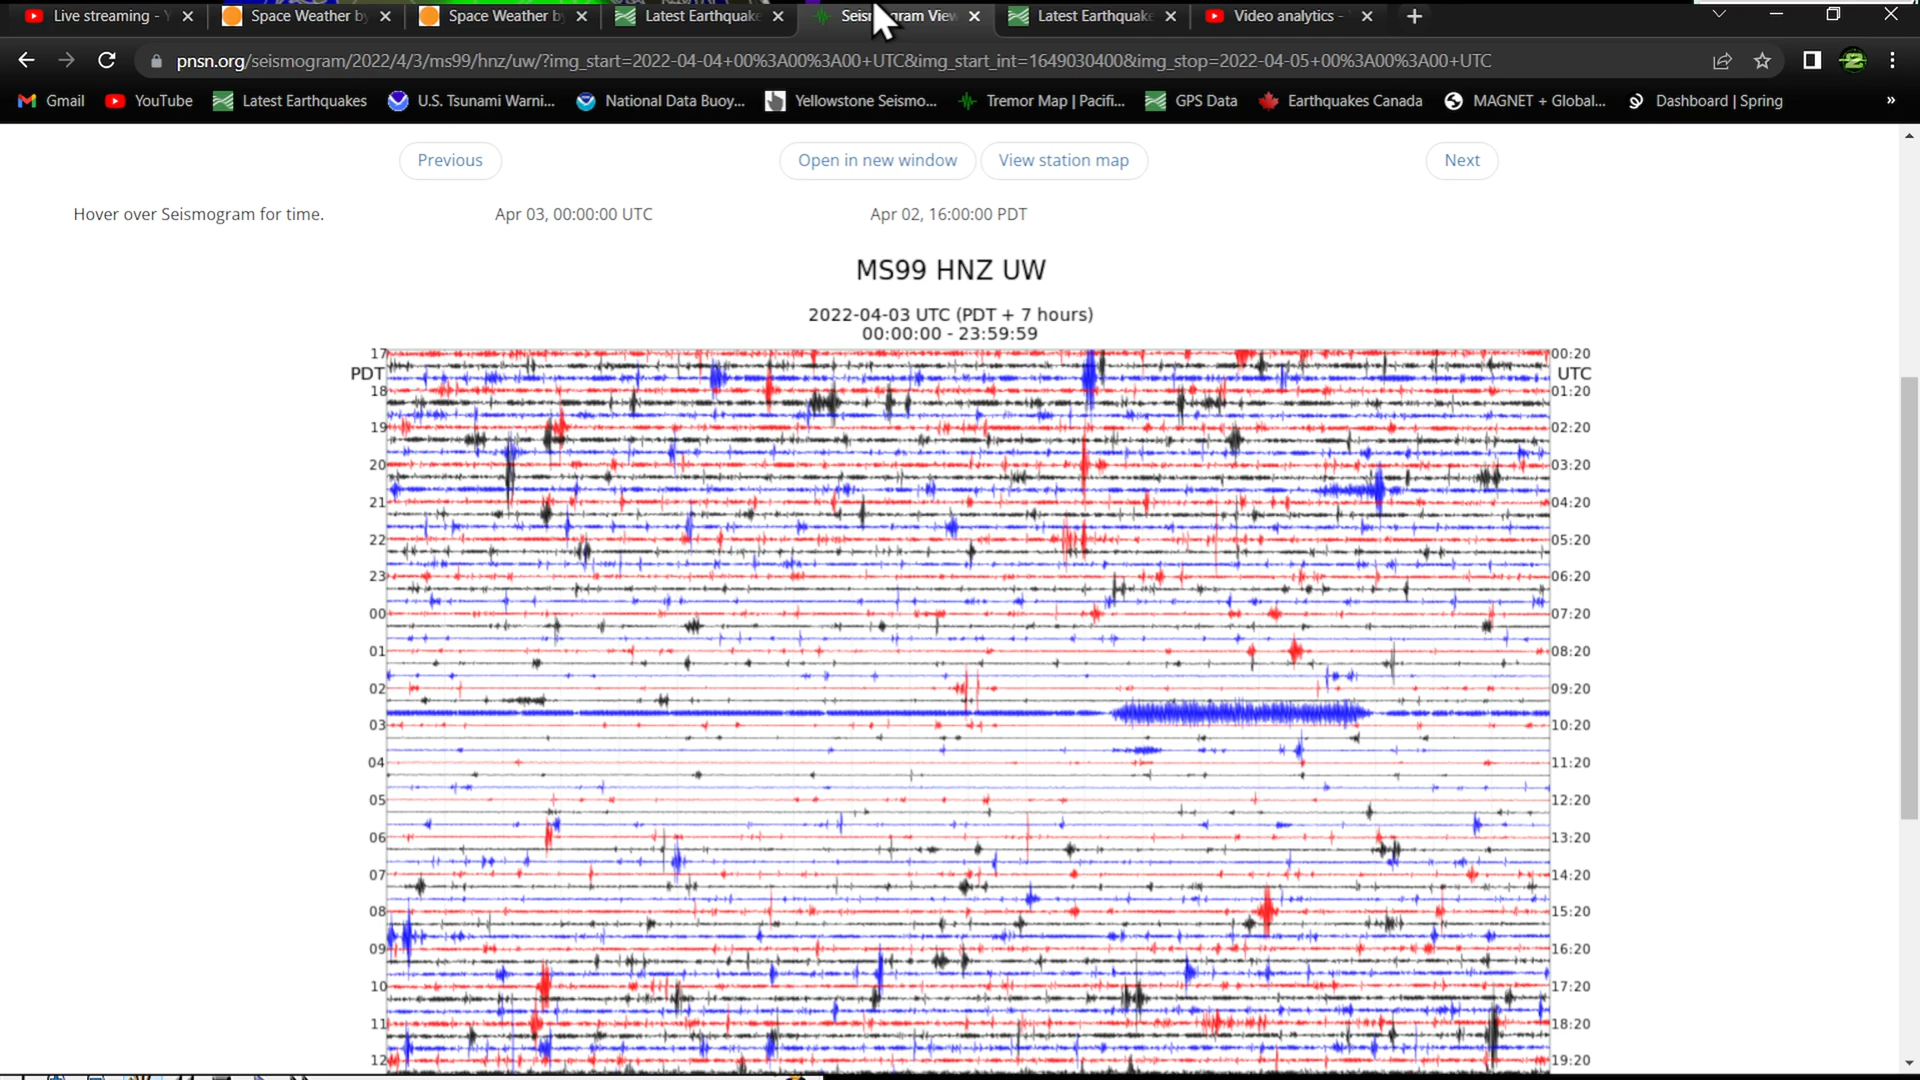 Live streaming - Y
Space Weather by
Space Weather by
Latest Earthquake
Latest Earthquake
Video analytics -
pnsn.org/seismogram/2022/4/3/ms99/hnz/uw/?img_start=2022-04-04+00%3A00%3A00+UTC&img_start_int=1649030400&img_stop=2022-04-05+00%3A00%3A00+UTC
Gmail
YouTube
Latest Earthquakes
U.S. Tsunami Warni...
National Data Buoy...
Yellowstone Seismo...
Tremor Map | Pacifi...
GPS Data
Earthquakes Canada
MAGNET + Global...
Dashboard | Spring
»
Previous
Open in new window
View station map
Next
Hover over Seismogram for time.
Apr 03, 00:00:00 UTC
Apr 02, 16:00:00 PDT
MS99 HNZ UW
2022-04-03 UTC (PDT + 7 hours)
00:00:00 - 23:59:59
17 00:20
PDT UTC
18 01:20
19 02:20
20 03:20
21 04:20
22 05:20
23 06:20
00 07:20
01 08:20
02 09:20
03 10:20
04 11:20
05 12:20
06 13:20
07 14:20
08 15:20
09 16:20
10 17:20
11 18:20
12 19:20